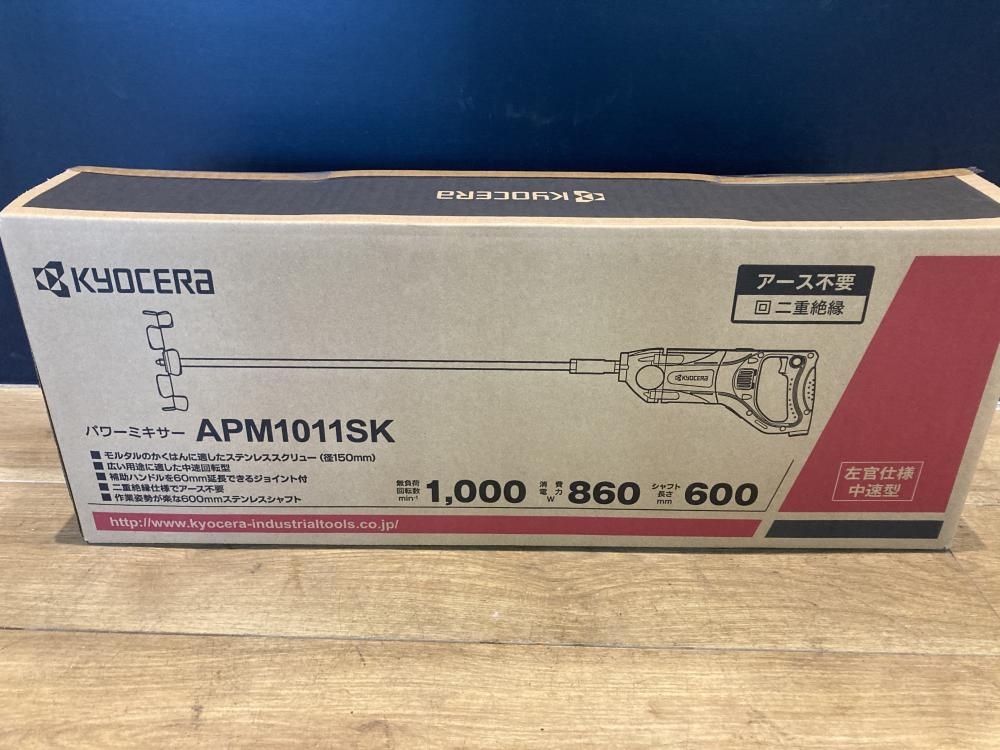 KYOCERA
KYOCERA
アース不要
回 二重絶縁
KYOCERA
パワーミキサー APM1011SK
■ モルタルのかくはんに適したステンレススクリュー(径150mm)
■ 広い用途に適した中速回転型
■ 補助ハンドルを60mm延長できるジョイント付
■ 二重絶縁仕様でアース不要
■ 作業姿勢が楽な600mmステンレスシャフト
無負荷回転数 min⁻¹ 1,000 消費電力 W 860 シャフト長さ mm 600
左官仕様
中速型
http://www.kyocera-industrialtools.co.jp/